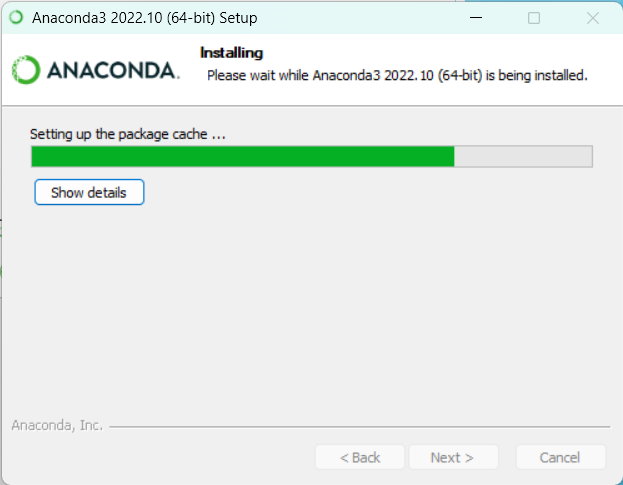 Anaconda3 2022.10 (64-bit) Setup
Installing
Please wait while Anaconda3 2022.10 (64-bit) is being installed.
ANACONDA.
Setting up the package cache ...
Show details
Anaconda, Inc.
< Back
Next >
Cancel